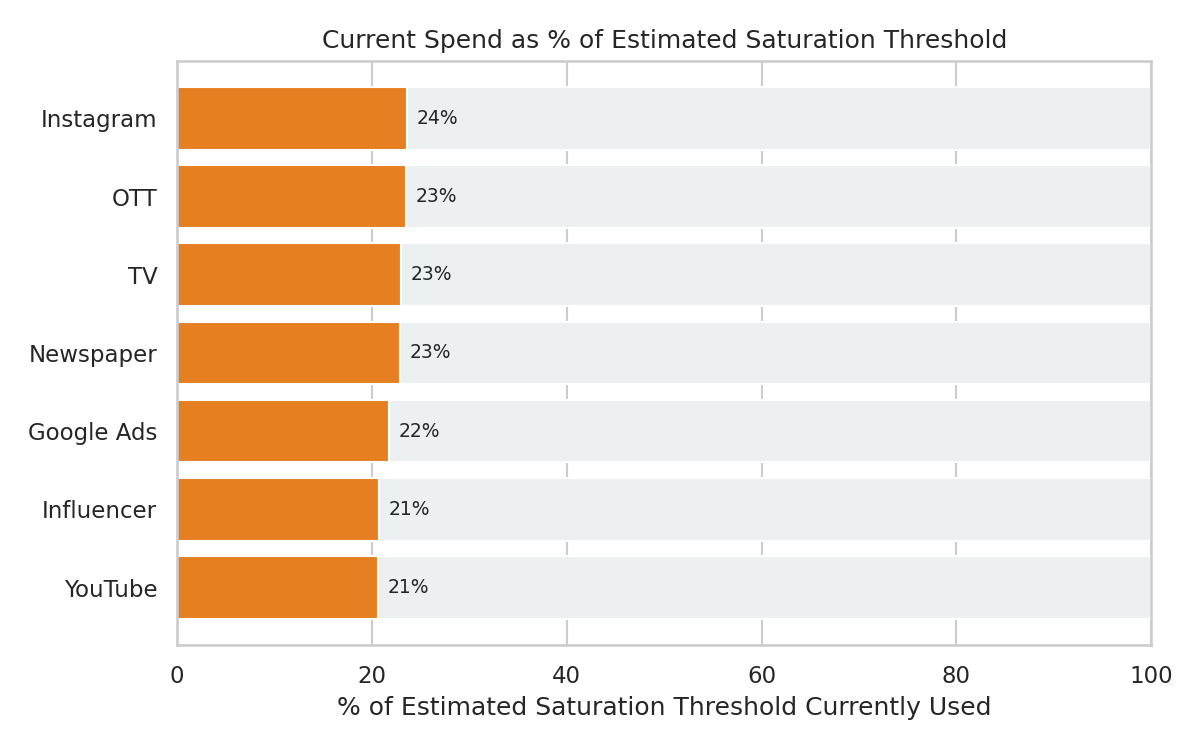 Current Spend as % of Estimated Saturation Threshold
Instagram 24%
OTT 23%
TV 23%
Newspaper 23%
Google Ads 22%
Influencer 21%
YouTube 21%
0 20 40 60 80 100
% of Estimated Saturation Threshold Currently Used